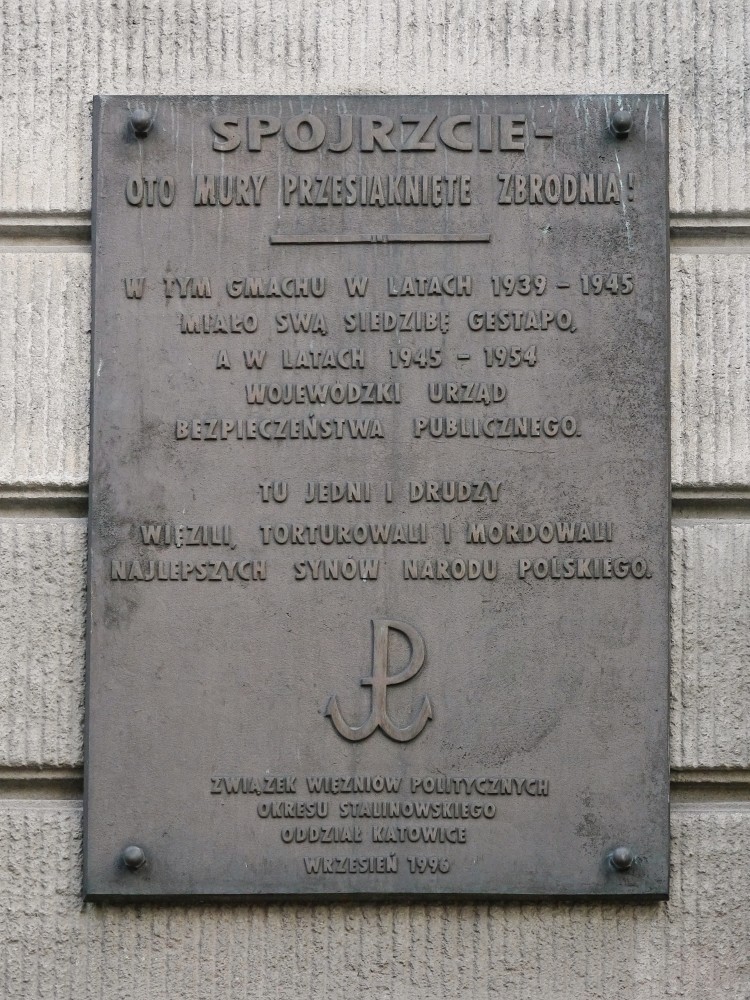 SPOJRZCIE-
OTO MURY PRZESIĄKNIĘTE ZBRODNIĄ!
W TYM GMACHU W LATACH 1939 - 1945
MIAŁO SWĄ SIEDZIBĘ GESTAPO,
A W LATACH 1945 - 1954
WOJEWÓDZKI URZĄD
BEZPIECZEŃSTWA PUBLICZNEGO.
TU JEDNI I DRUDZY
WIĘZILI, TORTUROWALI I MORDOWALI
NAJLEPSZYCH SYNÓW NARODU POLSKIEGO.
ZWIĄZEK WIĘŹNIÓW POLITYCZNYCH
OKRESU STALINOWSKIEGO
ODDZIAŁ KATOWICE
WRZESIEŃ 1996